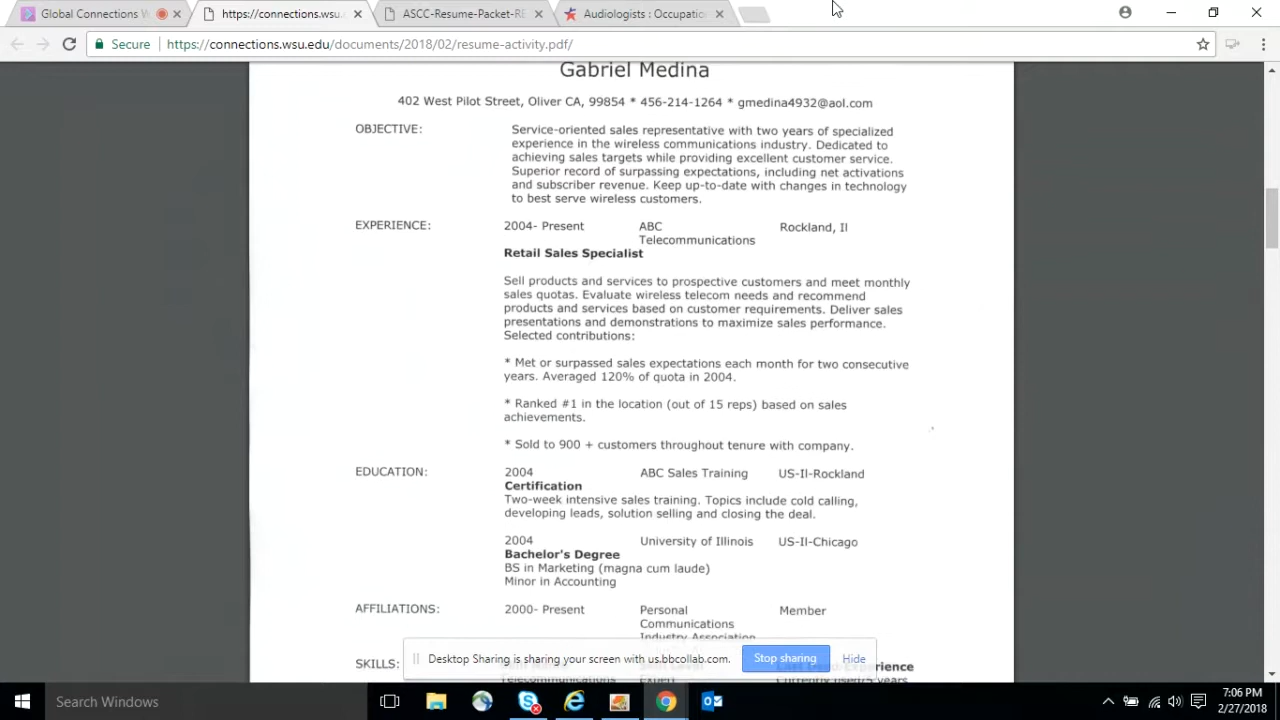 Global Connections W
https://connections.wsu.
ASCC-Resume-Packet-RE
Audiologists : Occupatio
Secure https://connections.wsu.edu/documents/2018/02/resume-activity.pdf/
Gabriel Medina
402 West Pilot Street, Oliver CA, 99854 * 456-214-1264 * gmedina4932@aol.com
OBJECTIVE: Service-oriented sales representative with two years of specialized
experience in the wireless communications industry. Dedicated to
achieving sales targets while providing excellent customer service.
Superior record of surpassing expectations, including net activations
and subscriber revenue. Keep up-to-date with changes in technology
to best serve wireless customers.
EXPERIENCE: 2004- Present ABC Rockland, Il
Telecommunications
Retail Sales Specialist
Sell products and services to prospective customers and meet monthly
sales quotas. Evaluate wireless telecom needs and recommend
products and services based on customer requirements. Deliver sales
presentations and demonstrations to maximize sales performance.
Selected contributions:
* Met or surpassed sales expectations each month for two consecutive
years. Averaged 120% of quota in 2004.
* Ranked #1 in the location (out of 15 reps) based on sales
achievements.
* Sold to 900 + customers throughout tenure with company.
EDUCATION: 2004 ABC Sales Training US-Il-Rockland
Certification
Two-week intensive sales training. Topics include cold calling,
developing leads, solution selling and closing the deal.
2004 University of Illinois US-Il-Chicago
Bachelor's Degree
BS in Marketing (magna cum laude)
Minor in Accounting
AFFILIATIONS: 2000- Present Personal Member
Communications
Industry Association
Desktop Sharing is sharing your screen with us.bbcollab.com. Stop sharing Hide
SKILLS: Experience
Telecommunications Expert Currently used/5 years
Search Windows
7:06 PM
2/27/2018